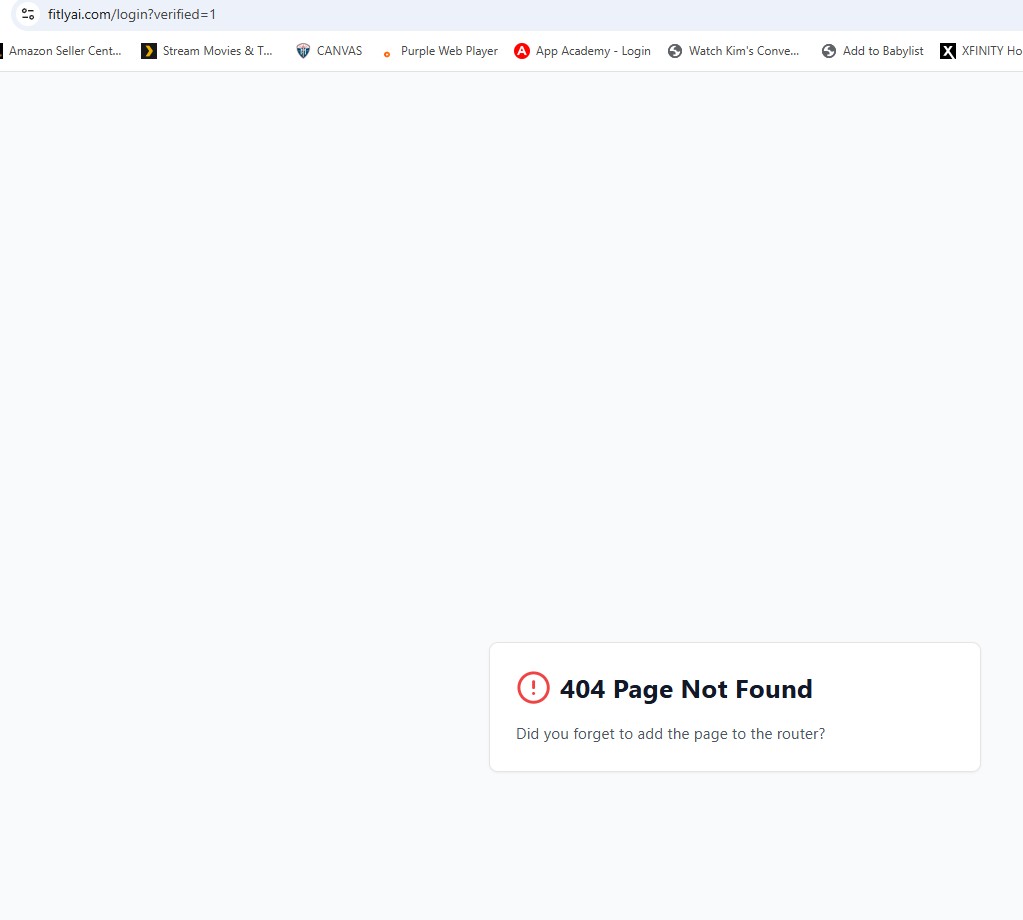 fitlyai.com/login?verified=1
Amazon Seller Cent... Stream Movies & T... CANVAS Purple Web Player App Academy - Login Watch Kim's Conve... Add to Babylist XFINITY Ho
404 Page Not Found
Did you forget to add the page to the router?